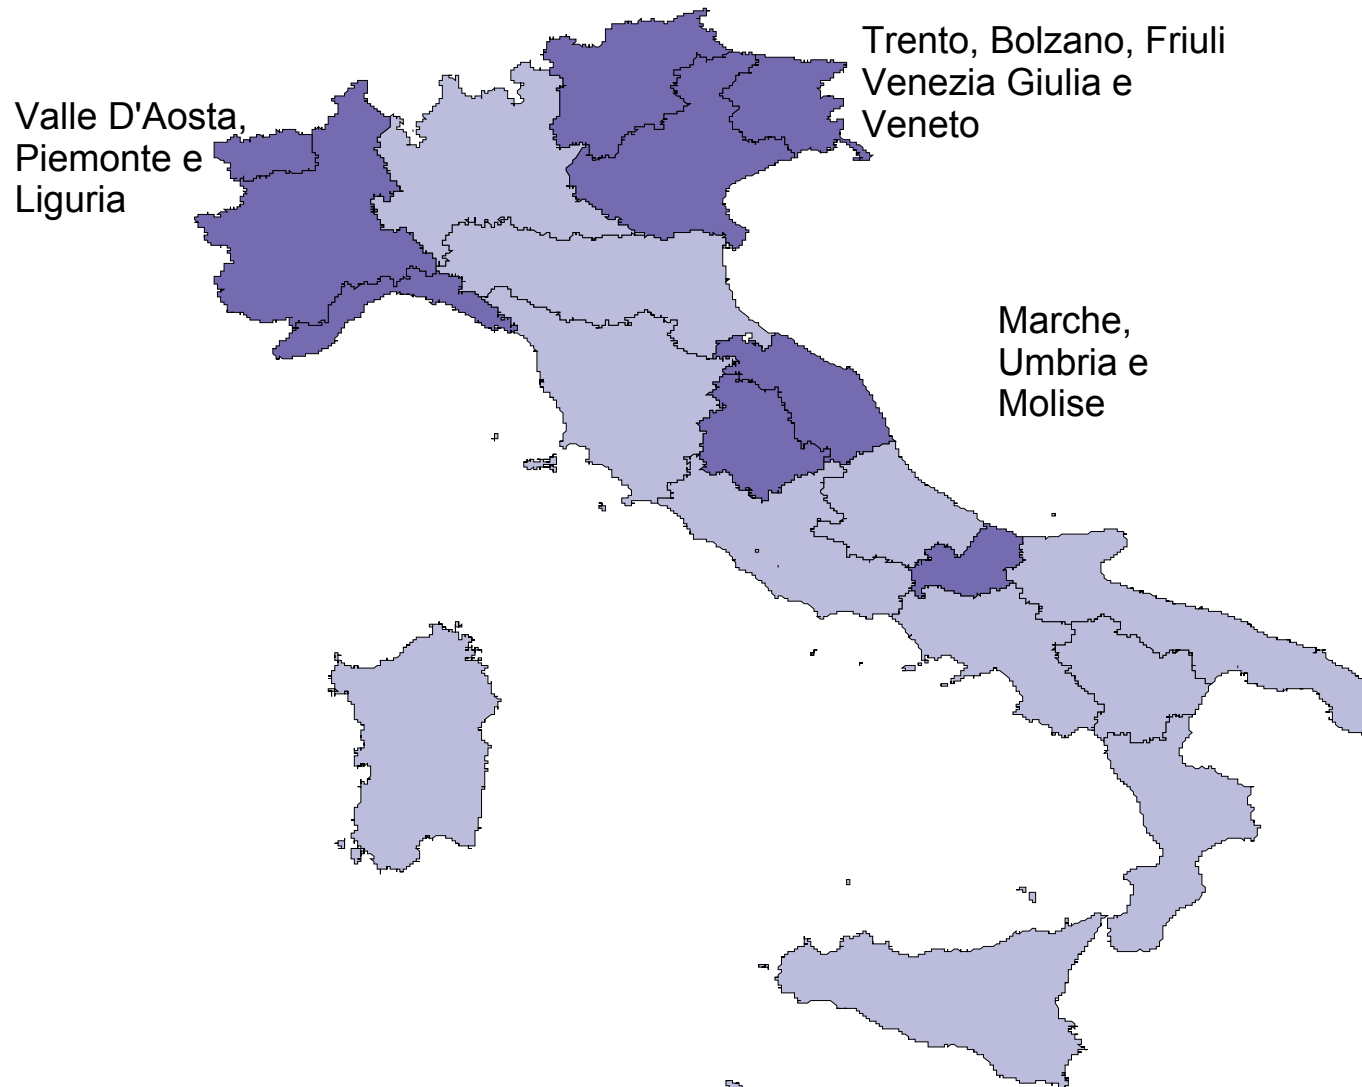 Trento, Bolzano, Friuli
Venezia Giulia e
Veneto
Valle D'Aosta,
Piemonte e
Liguria
Marche,
Umbria e
Molise